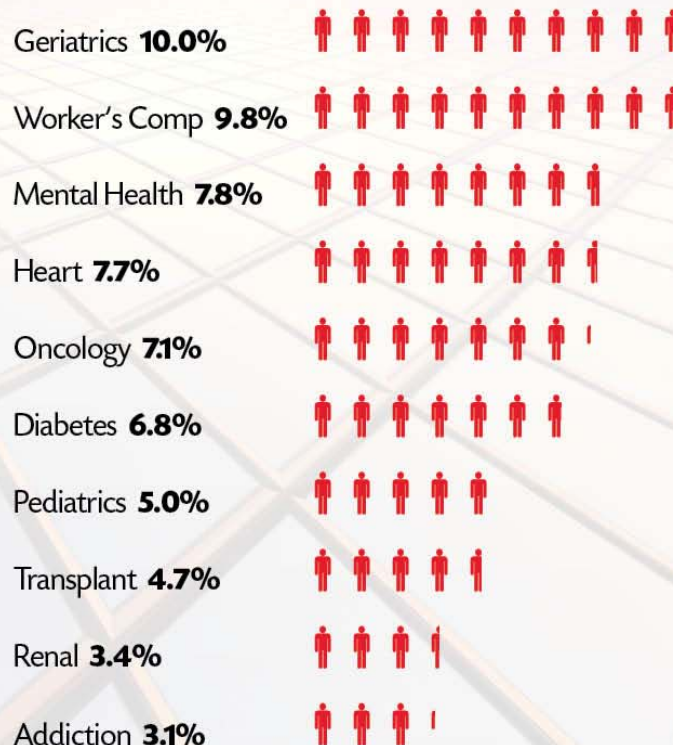 Geriatrics 10.0%
Worker's Comp 9.8%
Mental Health 7.8%
Heart 7.7%
Oncology 7.1%
Diabetes 6.8%
Pediatrics 5.0%
Transplant 4.7%
Renal 3.4%
Addiction 3.1%